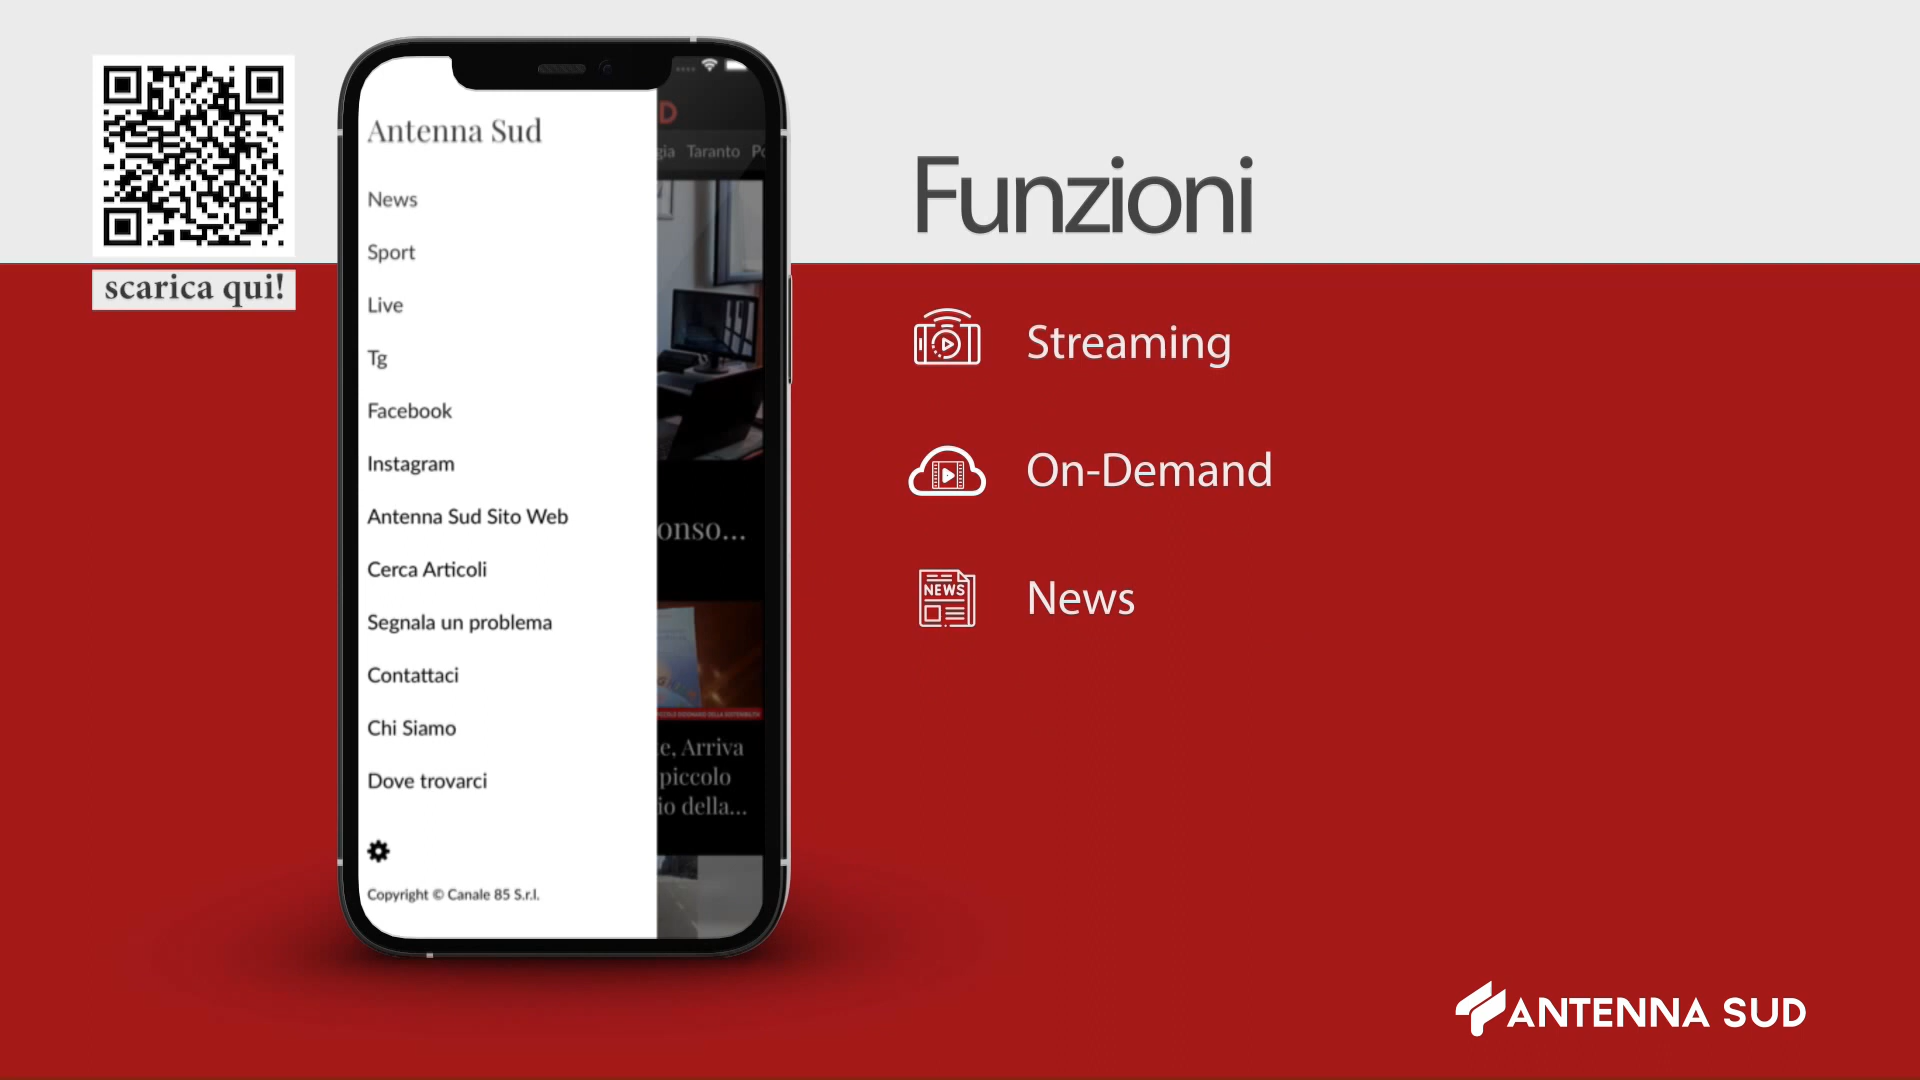 scarica qui!
Antenna Sud
News
Sport
Live
Tg
Facebook
Instagram
Antenna Sud Sito Web
Cerca Articoli
Segnala un problema
Contattaci
Chi Siamo
Dove trovarci
Copyright © Canale 85 S.r.l.
D
gia Taranto Po
onso...
e, Arriva
piccolo
io della...
Funzioni
Streaming
On-Demand
NEWS
News
ANTENNA SUD